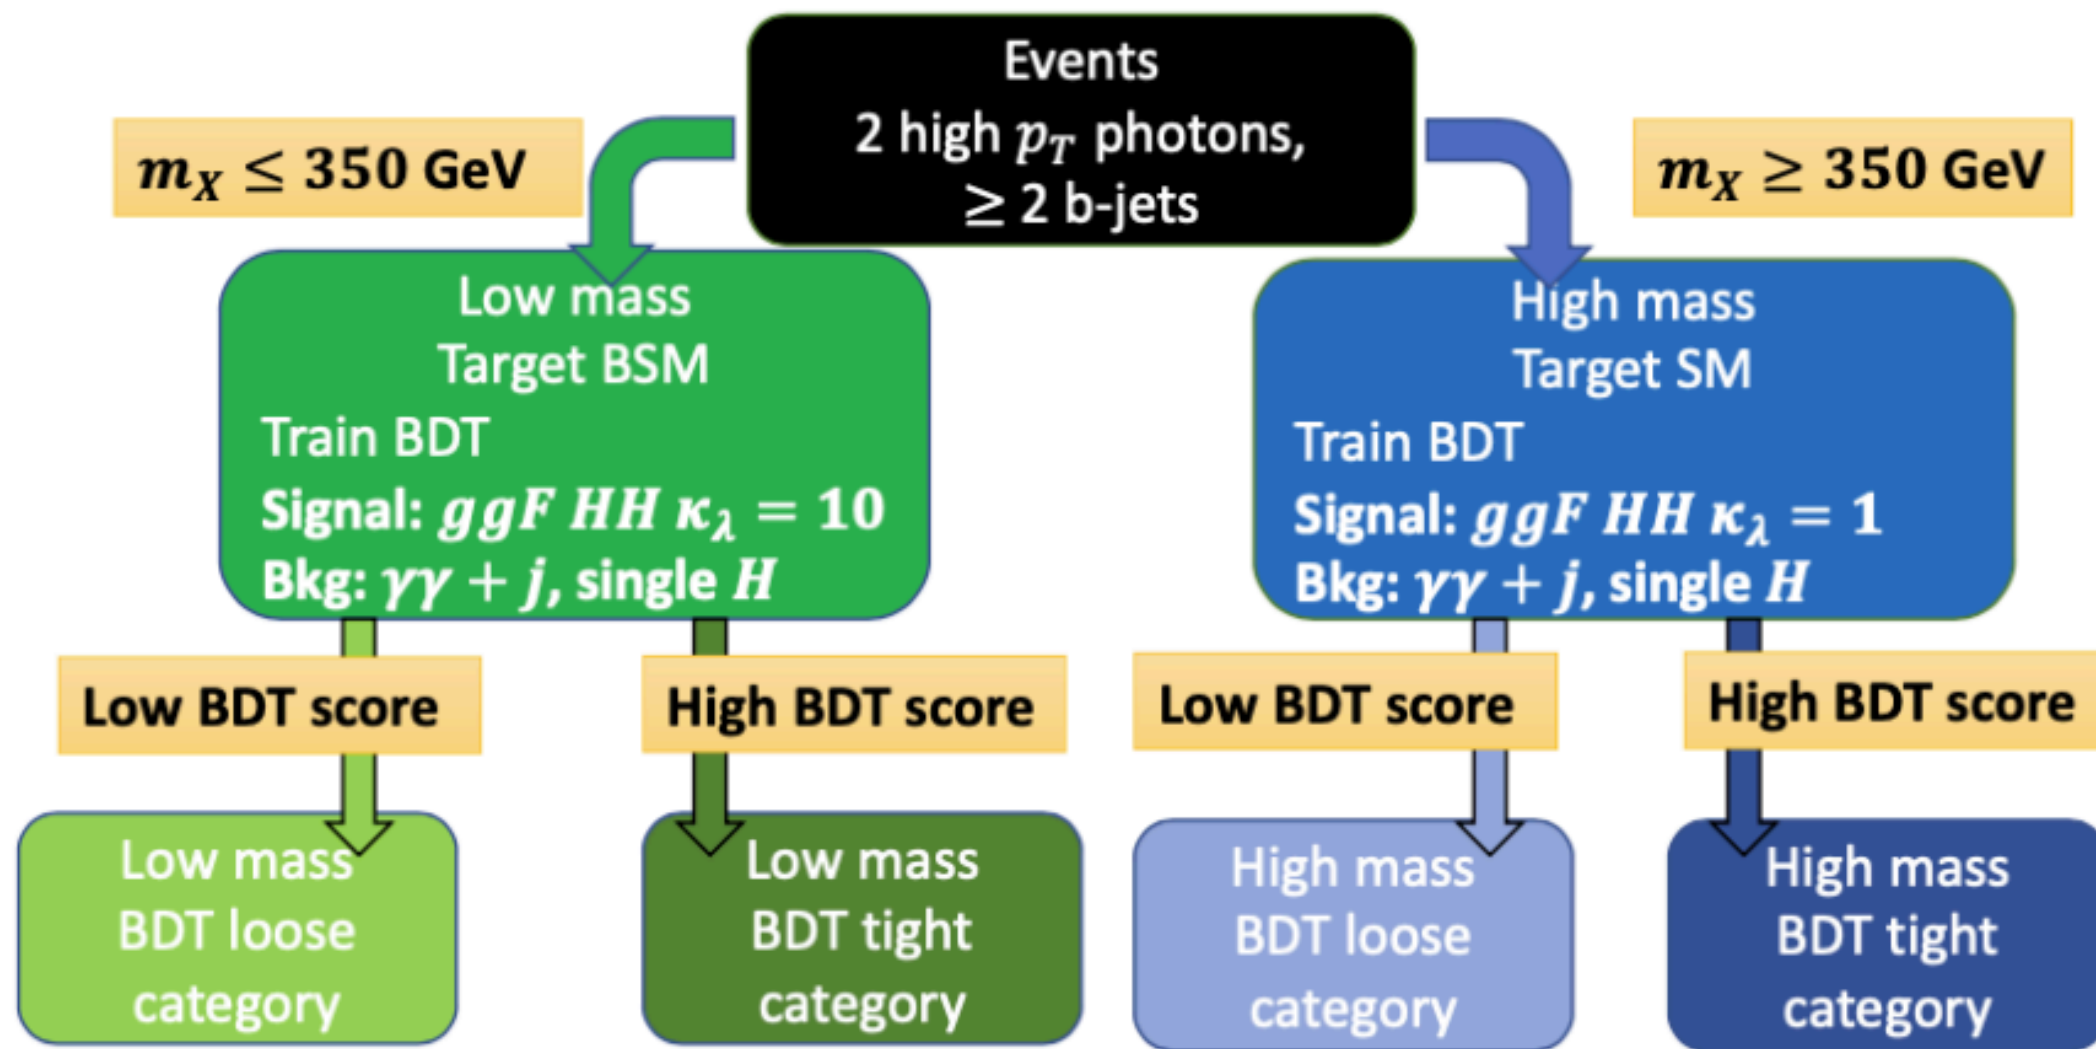 Events
2 high p_T photons,
≥ 2 b-jets
m_X ≤ 350 GeV
m_X ≥ 350 GeV
Low mass
Target BSM
Train BDT
Signal: ggF HH κ_λ = 10
Bkg: γγ + j, single H
High mass
Target SM
Train BDT
Signal: ggF HH κ_λ = 1
Bkg: γγ + j, single H
Low BDT score
High BDT score
Low BDT score
High BDT score
Low mass
BDT loose
category
Low mass
BDT tight
category
High mass
BDT loose
category
High mass
BDT tight
category